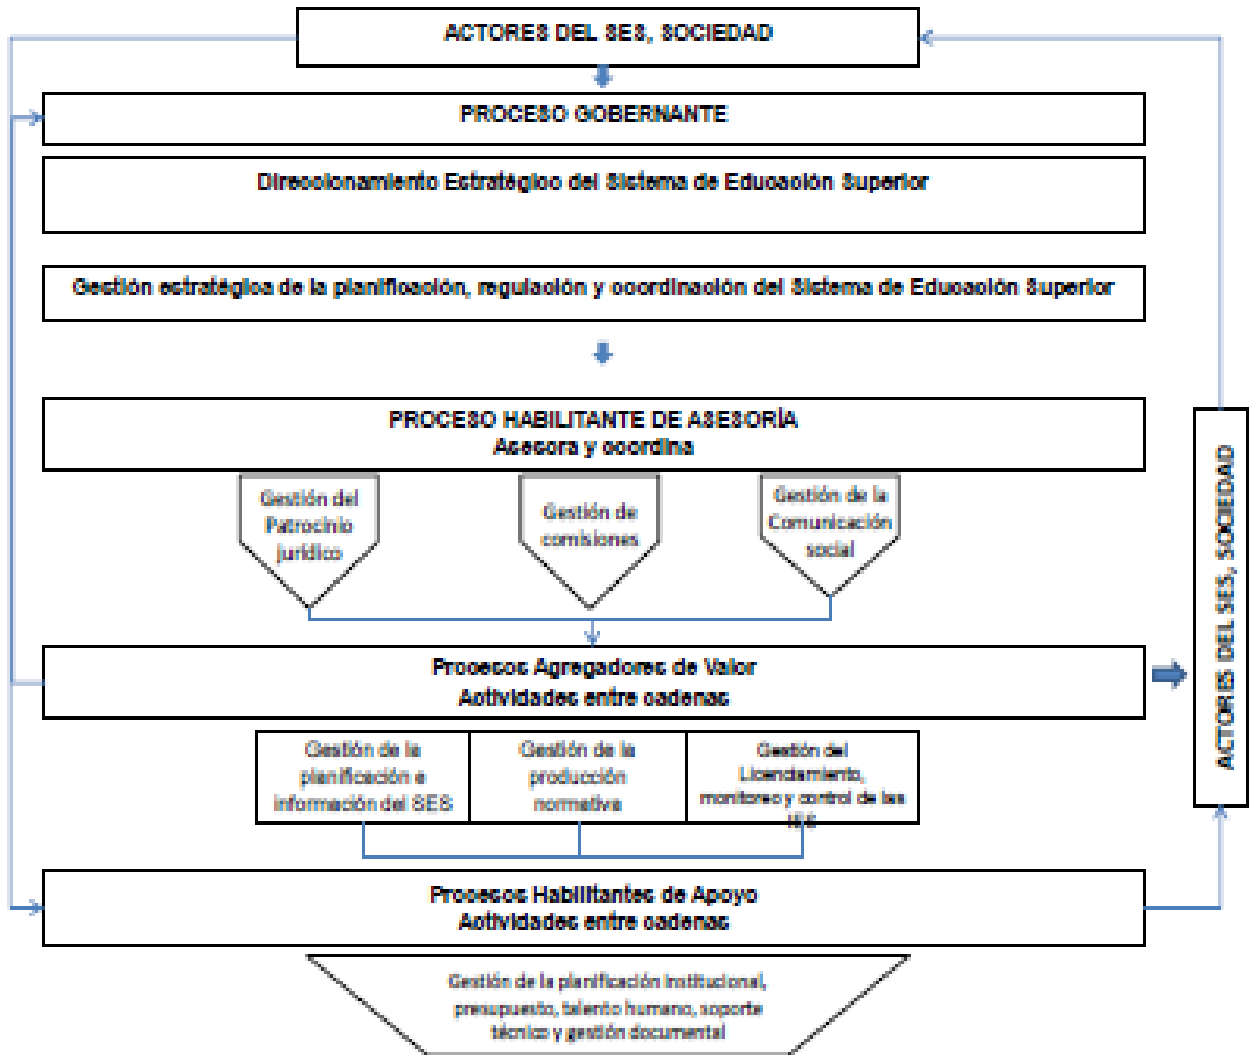 ACTORES DEL SES, SOCIEDAD
PROCESO GOBERNANTE
Direccionamiento Estratégico del Sistema de Educación Superior
Gestión estratégica de la planificación, regulación y coordinación del Sistema de Educación Superior
PROCESO HABILITANTE DE ASESORÍA
Asesora y coordina
Gestión del
Patrocinio
jurídico
Gestión de
comisiones
Gestión de la
Comunicación
social
Procesos Agregadores de Valor
Actividades entre cadenas
Gestión de la
planificación e
información del SES
Gestión de la
producción
normativa
Gestión del
Licenciamiento,
monitoreo y control de las
IES
Procesos Habilitantes de Apoyo
Actividades entre cadenas
Gestión de la planificación institucional,
presupuesto, talento humano, soporte
técnico y gestión documental
ACTORES DEL SES, SOCIEDAD